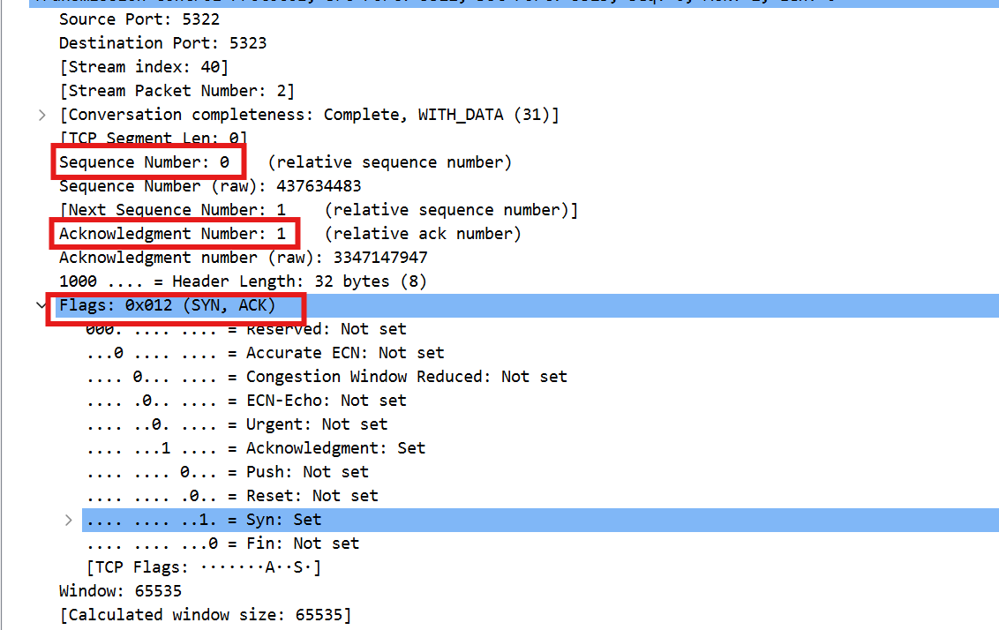 Source Port: 5322
Destination Port: 5323
[Stream index: 40]
[Stream Packet Number: 2]
[Conversation completeness: Complete, WITH_DATA (31)]
[TCP Segment Len: 0]
Sequence Number: 0    (relative sequence number)
Sequence Number (raw): 437634483
[Next Sequence Number: 1    (relative sequence number)]
Acknowledgment Number: 1    (relative ack number)
Acknowledgment number (raw): 3347147947
1000 .... = Header Length: 32 bytes (8)
Flags: 0x012 (SYN, ACK)
000. .... .... = Reserved: Not set
...0 .... .... = Accurate ECN: Not set
.... 0... .... = Congestion Window Reduced: Not set
.... .0.. .... = ECN-Echo: Not set
.... ..0. .... = Urgent: Not set
.... ...1 .... = Acknowledgment: Set
.... .... 0... = Push: Not set
.... .... .0.. = Reset: Not set
.... .... ..1. = Syn: Set
.... .... ...0 = Fin: Not set
[TCP Flags: ·······A··S·]
Window: 65535
[Calculated window size: 65535]